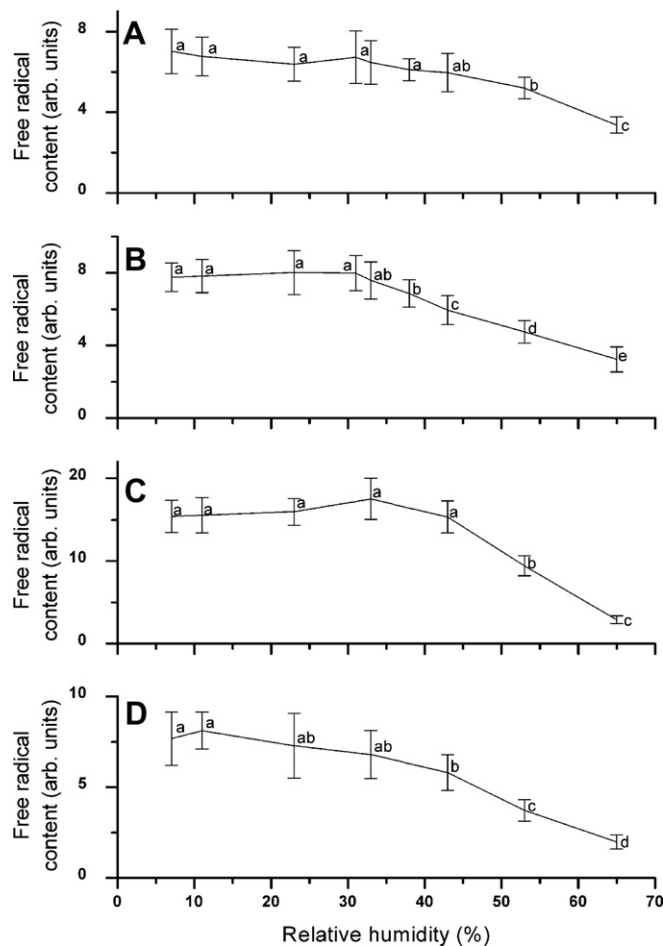 A
Free radical
content (arb. units)
8
4
0
a a a a a ab b c
B
Free radical
content (arb. units)
8
4
0
a a a a ab b c d e
C
Free radical
content (arb. units)
20
10
0
a a a a a b c
D
Free radical
content (arb. units)
10
5
0
a a ab ab b c d
0 10 20 30 40 50 60 70
Relative humidity (%)